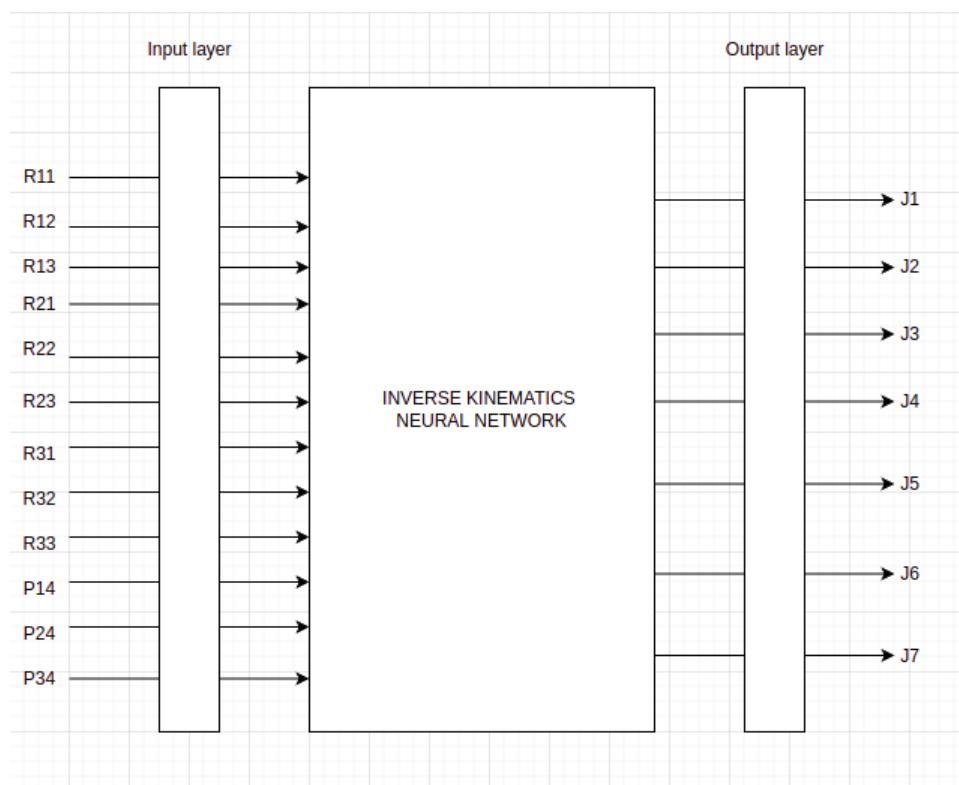 Input layer
Output layer
R11
R12
R13
R21
R22
R23
R31
R32
R33
P14
P24
P34
INVERSE KINEMATICS
NEURAL NETWORK
J1
J2
J3
J4
J5
J6
J7